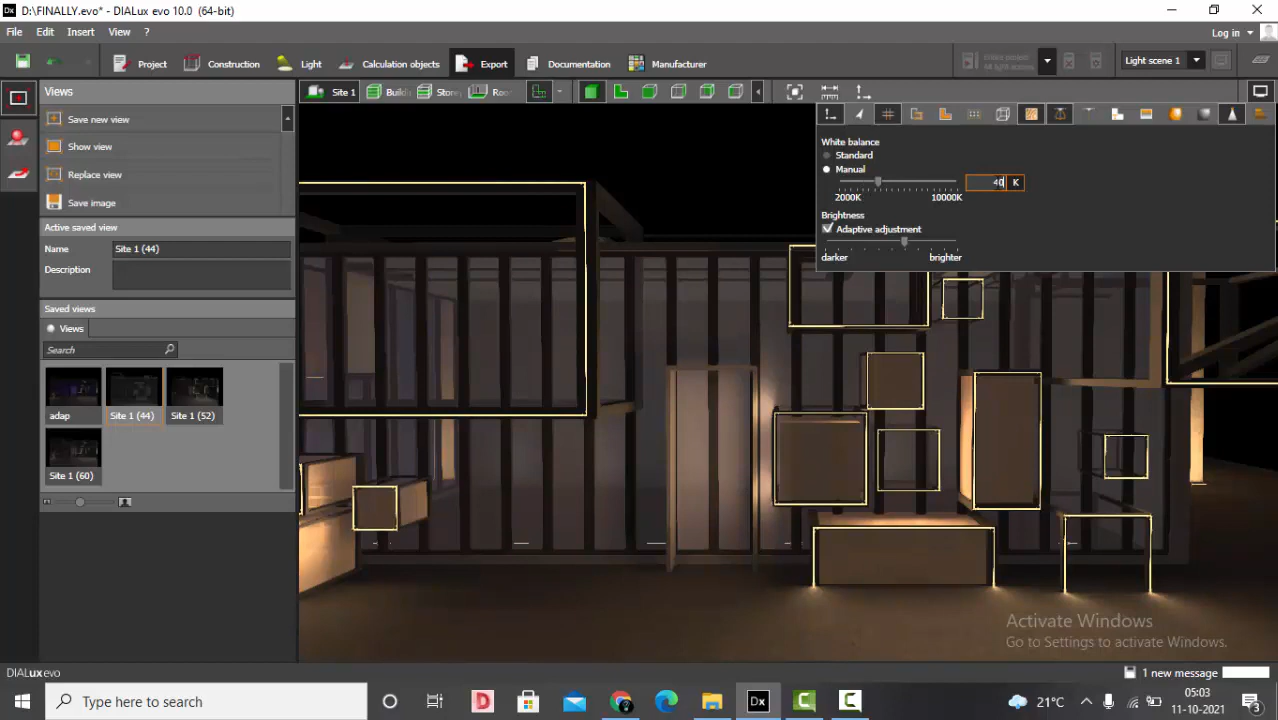 Dx D:\FINALLY.evo* - DIALux evo 10.0 (64-bit)
File Edit Insert View ?
Log in
Project Construction Light Calculation objects Export Documentation Manufacturer
Light scene 1
Views
Site 1
Save new view
Show view
Replace view
Save image
Active saved view
Name Site 1 (44)
Description
Saved views
Views
Search
adap Site 1 (44) Site 1 (52)
Site 1 (60)
White balance
Standard
Manual
40 K
2000K 10000K
Brightness
Adaptive adjustment
darker brighter
Activate Windows
Go to Settings to activate Windows.
DIALux evo
1 new message
Type here to search
Dx
21°C
05:03
11-10-2021
3